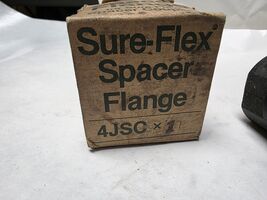 Sure-Flex®
Spacer
Flange
4JSC x